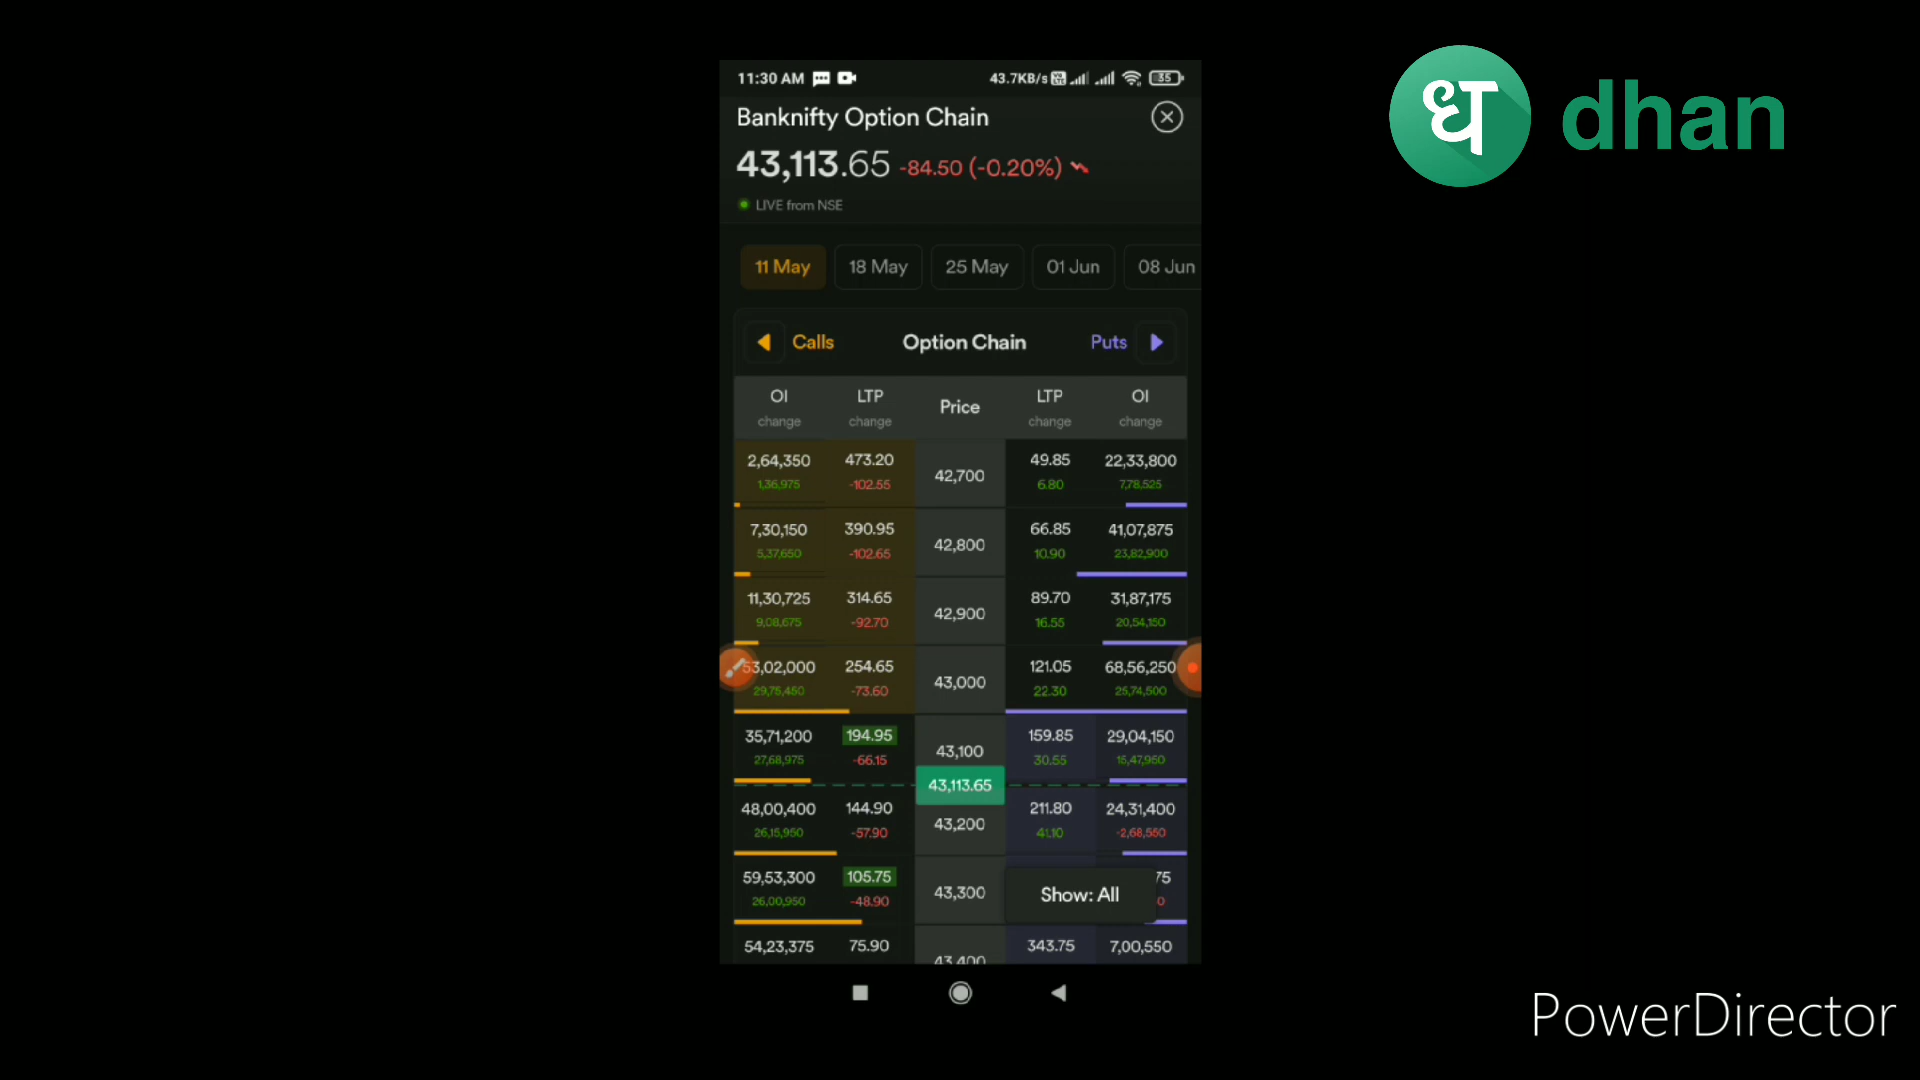 11:30 AM 43.7KB/s 35
ध dhan
Banknifty Option Chain
43,113.65 -84.50 (-0.20%)
LIVE from NSE
11 May 18 May 25 May 01 Jun 08 Jun
Calls Option Chain Puts
OI LTP Price LTP OI
change change change change
2,64,350 473.20 42,700 49.85 22,33,800
1,36,975 -102.55 6.80 7,78,525
7,30,150 390.95 42,800 66.85 41,07,875
5,37,650 -102.65 10.90 23,82,900
11,30,725 314.65 42,900 89.70 31,87,175
9,08,675 -92.70 16.55 20,54,150
53,02,000 254.65 43,000 121.05 68,56,250
29,75,450 -73.60 22.30 25,74,500
35,71,200 194.95 43,100 159.85 29,04,150
27,68,975 -66.15 30.55 15,47,950
43,113.65
48,00,400 144.90 43,200 211.80 24,31,400
26,15,950 -57.90 41.10 -2,68,550
59,53,300 105.75 43,300 Show: All 75
26,00,950 -48.90 0
54,23,375 75.90 43,400 343.75 7,00,550
PowerDirector